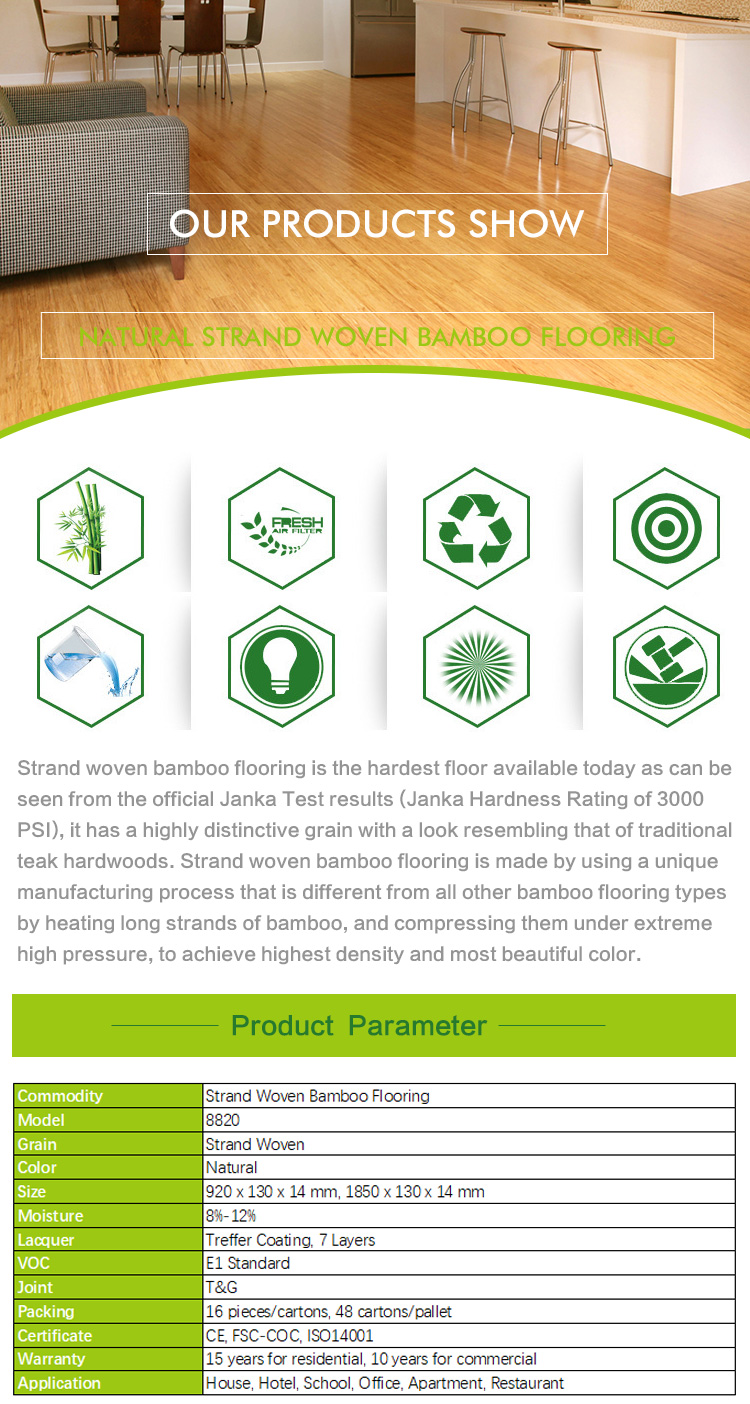 OUR PRODUCTS SHOW
NATURAL STRAND WOVEN BAMBOO FLOORING
FRESH
AIR FILTER
Strand woven bamboo flooring is the hardest floor available today as can be
seen from the official Janka Test results (Janka Hardness Rating of 3000
PSI), it has a highly distinctive grain with a look resembling that of traditional
teak hardwoods. Strand woven bamboo flooring is made by using a unique
manufacturing process that is different from all other bamboo flooring types
by heating long strands of bamboo, and compressing them under extreme
high pressure, to achieve highest density and most beautiful color.
Product Parameter
Commodity Strand Woven Bamboo Flooring
Model 8820
Grain Strand Woven
Color Natural
Size 920 x 130 x 14 mm, 1850 x 130 x 14 mm
Moisture 8%-12%
Lacquer Treffer Coating, 7 Layers
VOC E1 Standard
Joint T&G
Packing 16 pieces/cartons, 48 cartons/pallet
Certificate CE, FSC-COC, ISO14001
Warranty 15 years for residential, 10 years for commercial
Application House, Hotel, School, Office, Apartment, Restaurant